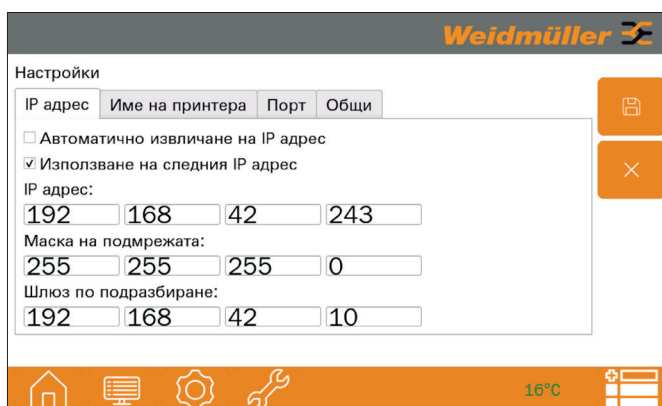 Weidmüller
Настройки
IP адрес Име на принтера Порт Общи
Автоматично извличане на IP адрес
Използване на следния IP адрес
IP адрес:
192 168 42 243
Маска на подмрежата:
255 255 255 0
Шлюз по подразбиране:
192 168 42 10
16°C